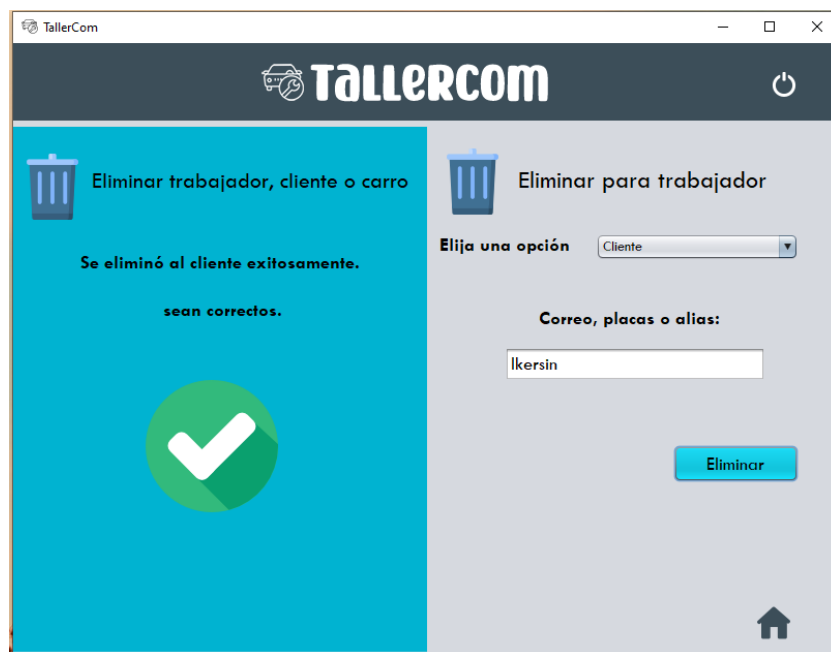 TallerCom
TallerCom
Eliminar trabajador, cliente o carro
Se eliminó al cliente exitosamente.
sean correctos.
Eliminar para trabajador
Elija una opción
Cliente
Correo, placas o alias:
Ikersin
Eliminar